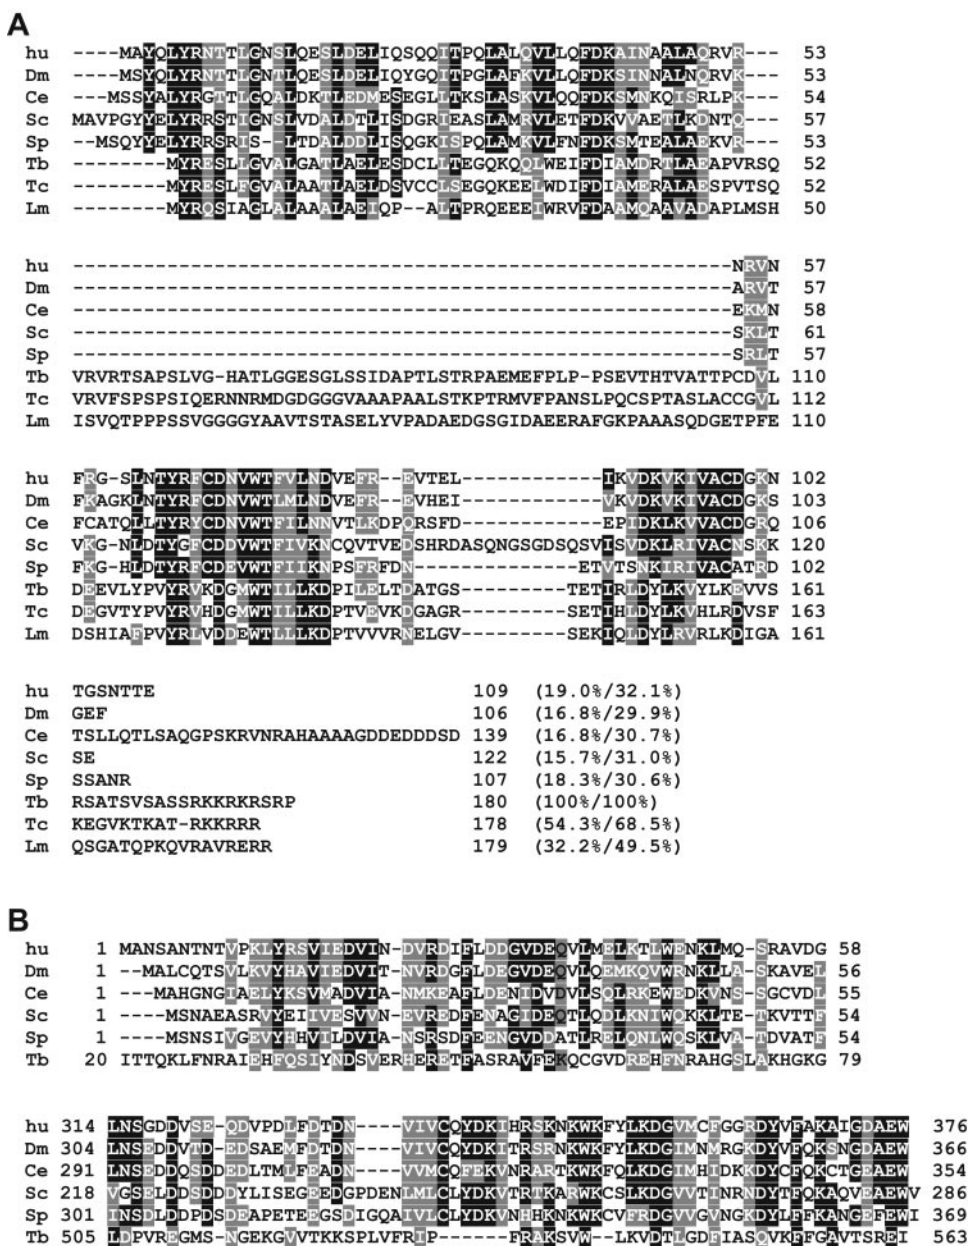 A
hu ----MAYQLYRNTTLGNSLQESLDELIQSQQITPQLALQVLLQFDKAINAALAQRVR--- 53
Dm ----MSYQLYRNTTLGNTLQESLDELIQYGQITPGLAFKVLLQFDKSINNALNQRVK--- 53
Ce ---MSSYALYRGTTLGQALDKTLEDMESEGLLTKSLASKVLQQFDKSMNKQISRLPK--- 54
Sc MAVPGYYELYRRSTIGNSLVDALDTLISDGRIEASLAMRVLETFDKVVAETLKDNTQ--- 57
Sp --MSQYYELYRRSRIS--LTDALDDLISQGKISPQLAMKVLFNFDKSMTEALAEKVR--- 53
Tb --------MYRESLLGVALGATLAELESDCLLTEGQKQQLWEIFDIAMDRTLAEAPVRSQ 52
Tc --------MYRESLFGVALAATLAELDSVCCLSEGQKEELWDIFDIAMERALAESPVTSQ 52
Lm --------MYRQSIAGLALAAALAEIQP--ALTPRQEEEIWRVFDAAMQAAVADAPLMSH 50
hu --------------------------------------------------------NRVN 57
Dm --------------------------------------------------------ARVT 57
Ce --------------------------------------------------------EKMN 58
Sc --------------------------------------------------------SKLT 61
Sp --------------------------------------------------------SRLT 57
Tb VRVRTSAPSLVG-HATLGGESGLSSIDAPTLSTRPAEMEFPLP-PSEVTHTVATTPCDVL 110
Tc VRVFSPSPSIQERNNRMDGDGGGVAAAPAALSTKPTRMVFPANSLPQCSPTASLACCGVL 112
Lm ISVQTPPPSSVGGGGYAAVTSTASELYVPADAEDGSGIDAEERAFGKPAAASQDGETPFE 110
hu FRG-SLNTYRFCDNVWTFVLNDVEFR--EVTEL------------IKVDKVKIVACDGKN 102
Dm FKAGKLNTYRYCDNVWTLMLNDVEFR--EVHEI------------VKVDKVKIVACDGKS 103
Ce FCATQLLTYRYCDNVWTFILNNVTLKDPQRSFD------------EPIDKLKVVACDGRQ 106
Sc VKG-NLDTYGFCDDVWTFIVKNCQVTVEDSHRDASQNGSGDSQSVISVDKLRIVACNSKK 120
Sp FKG-HLDTYRFCDEVWTFIIKNPSFRFDN--------------ETVTSNKIRIVACATRD 102
Tb DEEVLYPVYRVKDGMWTILLKDPILELTDATGS---------TETIRLDYLKVYLKEVVS 161
Tc DEGVTYPVYRVHDGMWTILLKDPTVEVKDGAGR---------SETIHLDYLKVHLRDVSF 163
Lm DSHIAFPVYRLVDDEWTLLLKDPTVVVRNELGV---------SEKIQLDYLRVRLKDIGA 161
hu TGSNTTE 109 (19.0%/32.1%)
Dm GEF 106 (16.8%/29.9%)
Ce TSLLQTLSAQGPSKRVNRAHAAAAGDDEDDDSD 139 (16.8%/30.7%)
Sc SE 122 (15.7%/31.0%)
Sp SSANR 107 (18.3%/30.6%)
Tb RSATSVSASSRKKRKRSRP 180 (100%/100%)
Tc KEGVKTKAT-RKKRRR 178 (54.3%/68.5%)
Lm QSGATQPKQVRAVRERR 179 (32.2%/49.5%)
B
hu 1 MANSANTNTVPKLYRSVIEDVIN-DVRDIFLDDGVDEQVLMELKTLWENKLMQ-SRAVDG 58
Dm 1 --MALCQTSVLKVYHAVIEDVIT-NVRDGFLDEGVDEQVLQEMKQVWRNKLLA-SKAVEL 56
Ce 1 ---MAHGNGIAELYKSVMADVIA-NMKEAFLDENIDVDVLSQLRKEWEDKVNS-SGCVDL 55
Sc 1 ----MSNAEASRVYEIIVESVVN-EVREDFENAGIDEQTLQDLKNIWQKKLTE-TKVTTF 54
Sp 1 ----MSNSIVGEVYHHVILDVIA-NSRSDFEENGVDDATLRELQNLWQSKLVA-TDVATF 54
Tb 20 ITTQKLFNRAIEHFQSIYNDSVERHERETFASRAVFEKQCGVDREHFNRAHGSLAKHGKG 79
hu 314 LNSGDDVSE-QDVPDLFDTDN----VIVCQYDKIHRSKNKWKFYLKDGVMCFGGRDYVFAKAIGDAEW 376
Dm 304 LNSEDDVTD-EDSAEMFDTDN----VIVCQYDKITRSRNKWKFYLKDGIMNMRGKDYVFQKSNGDAEW 366
Ce 291 LNSEDDQSDDEDLTMLFEADN----VVMCQFEKVNRARTKWKFQLKDGIMHIDKKDYCFQKCTGEAEW 354
Sc 218 VGSELDDSDDDYLISEGEEDGPDENLMLCLYDKVTRTKARWKCSLKDGVVTINRNDYTFQKAQVEAEWV 286
Sp 301 INSDLDDPDSDEAPETEEGSDIGQAIVLCLYDKVNHHKNKWKCVFRDGVVGVNGKDYLFFKANGEFEWI 369
Tb 505 LDPVREGMS-NGEKGVVTKKSPLVFRIP------FRAKSVW--LKVDTLGDFIASQVKFFGAVTSREI 563